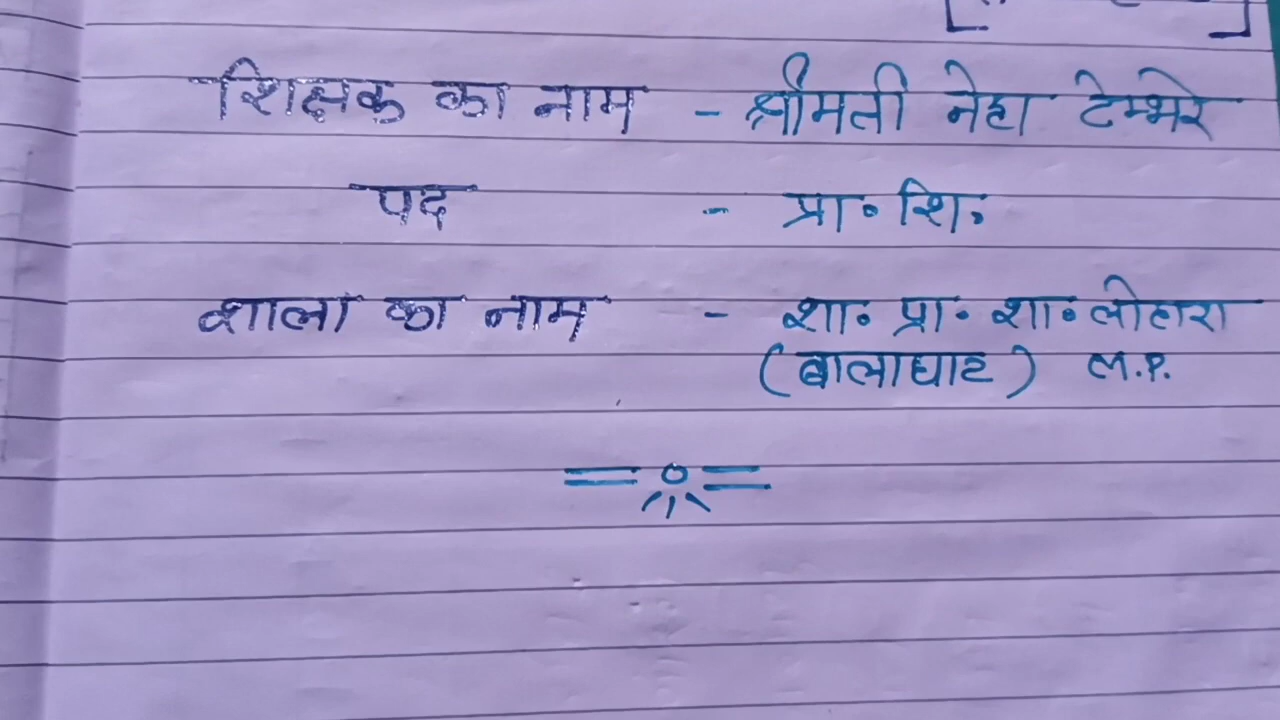 शिक्षक का नाम - श्रीमती नेहा टेम्भरे
पद - प्रा॰ शि॰
शाला का नाम - शा॰ प्रा॰ शा॰ लोहारा
(बालाघाट) M.P.